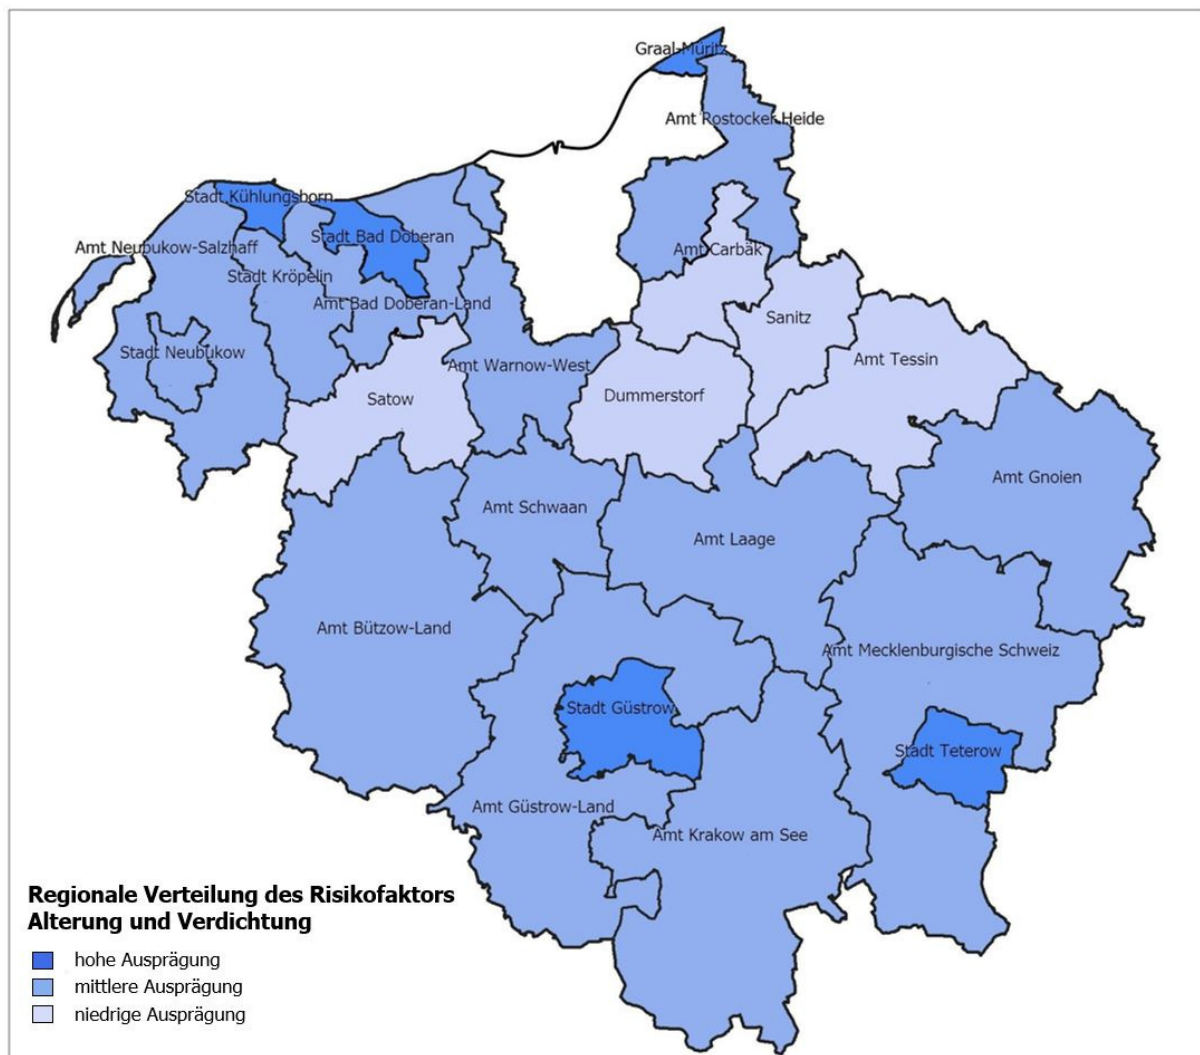 Graal-Müritz
Amt Rostocker Heide
Stadt Kühlungsborn
Stadt Bad Doberan
Amt Neubukow-Salzhaff
Amt Carbäk
Stadt Kröpelin
Amt Bad Doberan-Land
Sanitz
Stadt Neubukow
Amt Tessin
Amt Warnow-West
Satow
Dummerstorf
Amt Gnoien
Amt Schwaan
Amt Laage
Amt Bützow-Land
Amt Mecklenburgische Schweiz
Stadt Güstrow
Stadt Teterow
Amt Güstrow-Land
Amt Krakow am See
Regionale Verteilung des Risikofaktors
Alterung und Verdichtung
hohe Ausprägung
mittlere Ausprägung
niedrige Ausprägung